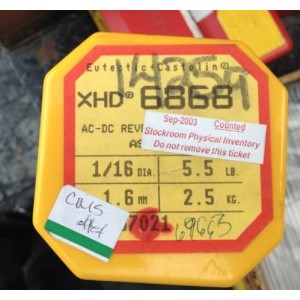 Eutectic+Castolin®
XHD® 6868
Sep-2003 Counted
Stockroom Physical Inventory
Do not remove this ticket
AC-DC REV
AS
1/16 DIA. 5.5 LB.
1.6 MM 2.5 KG.
7021
69663